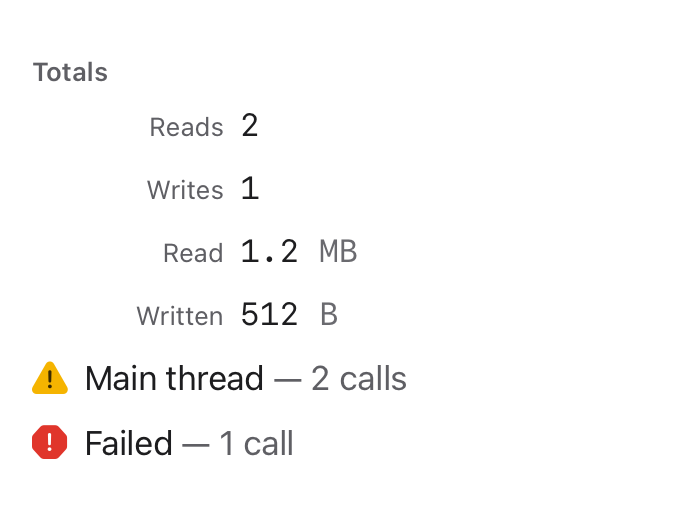 Totals
Reads 2
Writes 1
Read 1.2 MB
Written 512 B
Main thread — 2 calls
Failed — 1 call